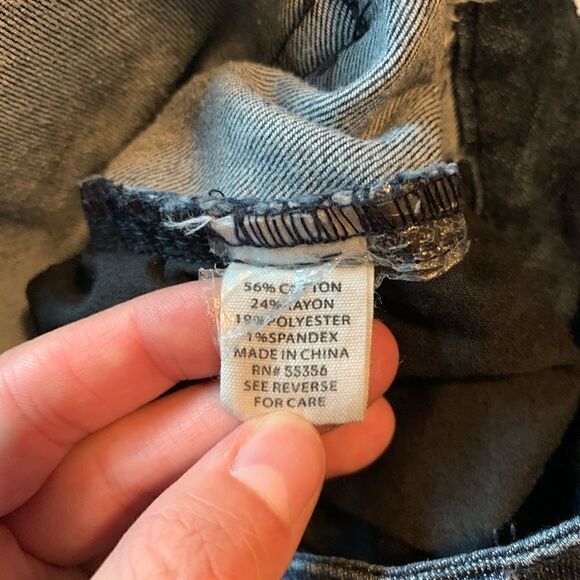 56% COTTON
24% RAYON
19% POLYESTER
1% SPANDEX
MADE IN CHINA
RN# 55356
SEE REVERSE
FOR CARE